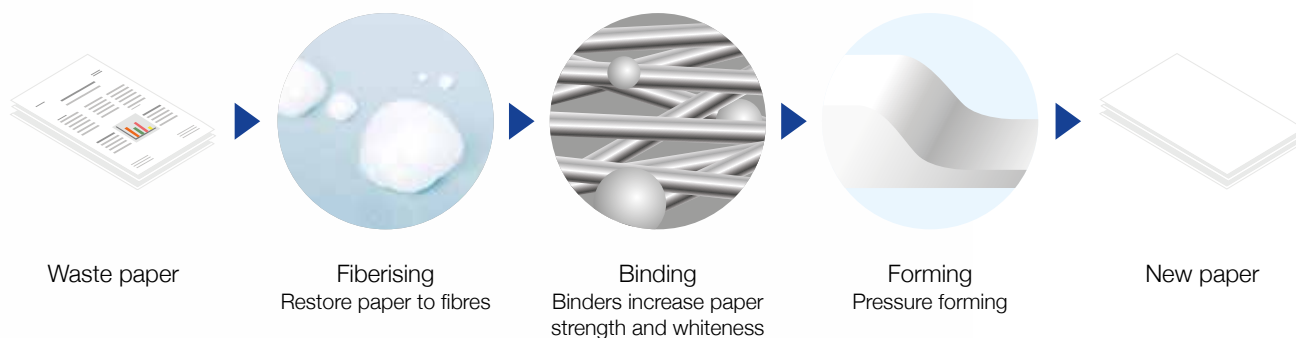 Waste paper
Fiberising
Restore paper to fibres
Binding
Binders increase paper
strength and whiteness
Forming
Pressure forming
New paper